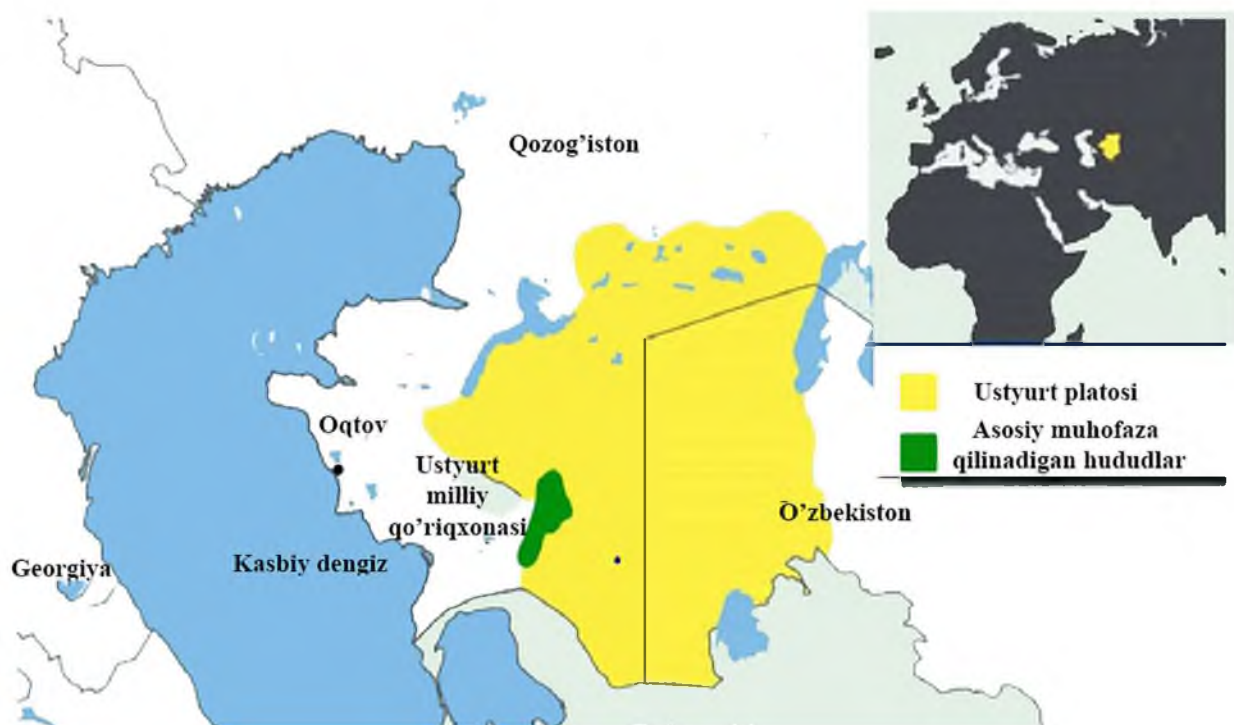 Qozog'iston
Oqtov
Ustyurt
milliy
qo'riqxonasi
O'zbekiston
Georgiya
Kasbiy dengiz
Ustyurt platosi
Asosiy muhofaza
qilinadigan hududlar